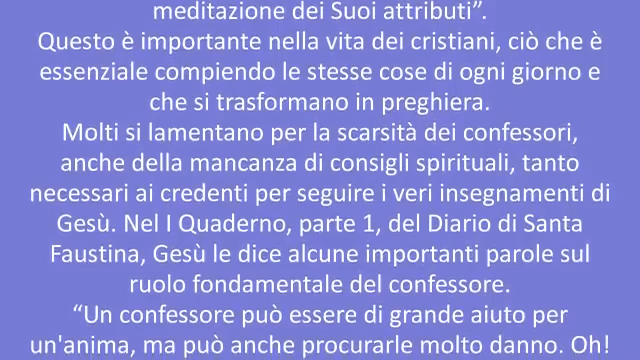 meditazione dei Suoi attributi”.
Questo è importante nella vita dei cristiani, ciò che è
essenziale compiendo le stesse cose di ogni giorno e
che si trasformano in preghiera.
Molti si lamentano per la scarsità dei confessori,
anche della mancanza di consigli spirituali, tanto
necessari ai credenti per seguire i veri insegnamenti di
Gesù. Nel I Quaderno, parte 1, del Diario di Santa
Faustina, Gesù le dice alcune importanti parole sul
ruolo fondamentale del confessore.
“Un confessore può essere di grande aiuto per
un'anima, ma può anche procurarle molto danno. Oh!